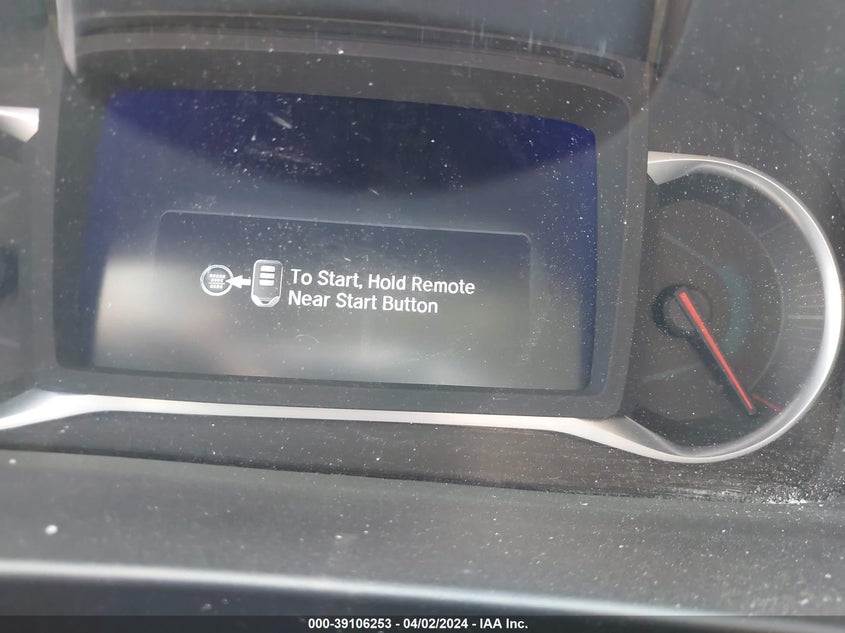 To Start, Hold Remote
Near Start Button
000-39106253 - 04/02/2024 - IAA Inc.